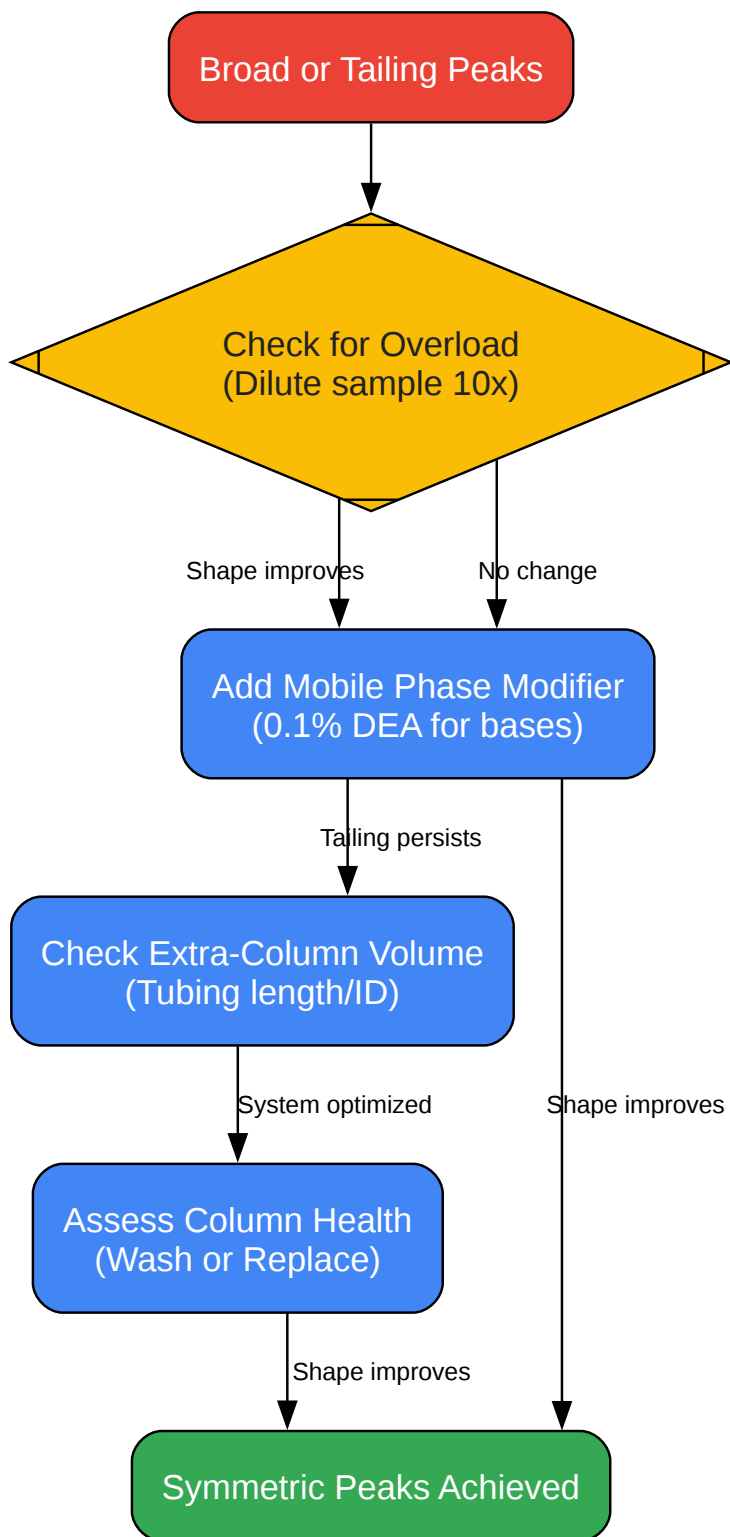 Broad or Tailing Peaks
Check for Overload
(Dilute sample 10x)
Shape improves
No change
Add Mobile Phase Modifier
(0.1% DEA for bases)
Tailing persists
Check Extra-Column Volume
(Tubing length/ID)
System optimized
Shape improves
Assess Column Health
(Wash or Replace)
Shape improves
Symmetric Peaks Achieved